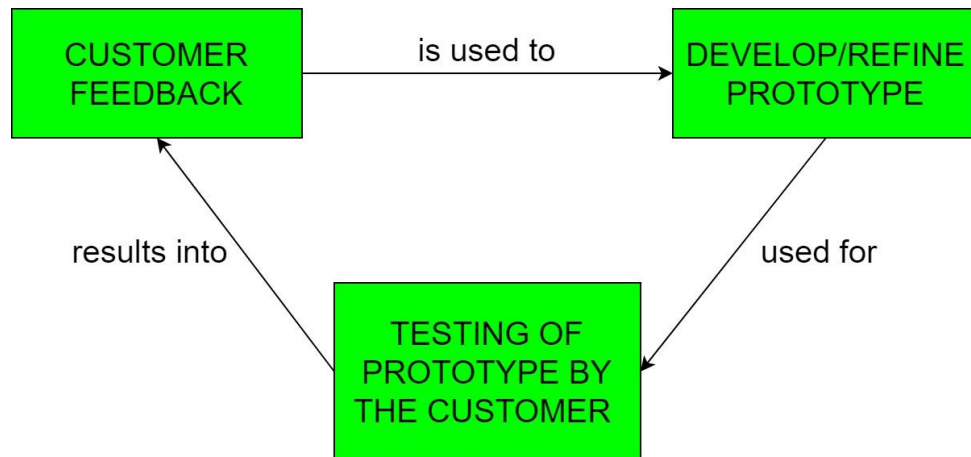 CUSTOMER
FEEDBACK
is used to
DEVELOP/REFINE
PROTOTYPE
results into
used for
TESTING OF
PROTOTYPE BY
THE CUSTOMER